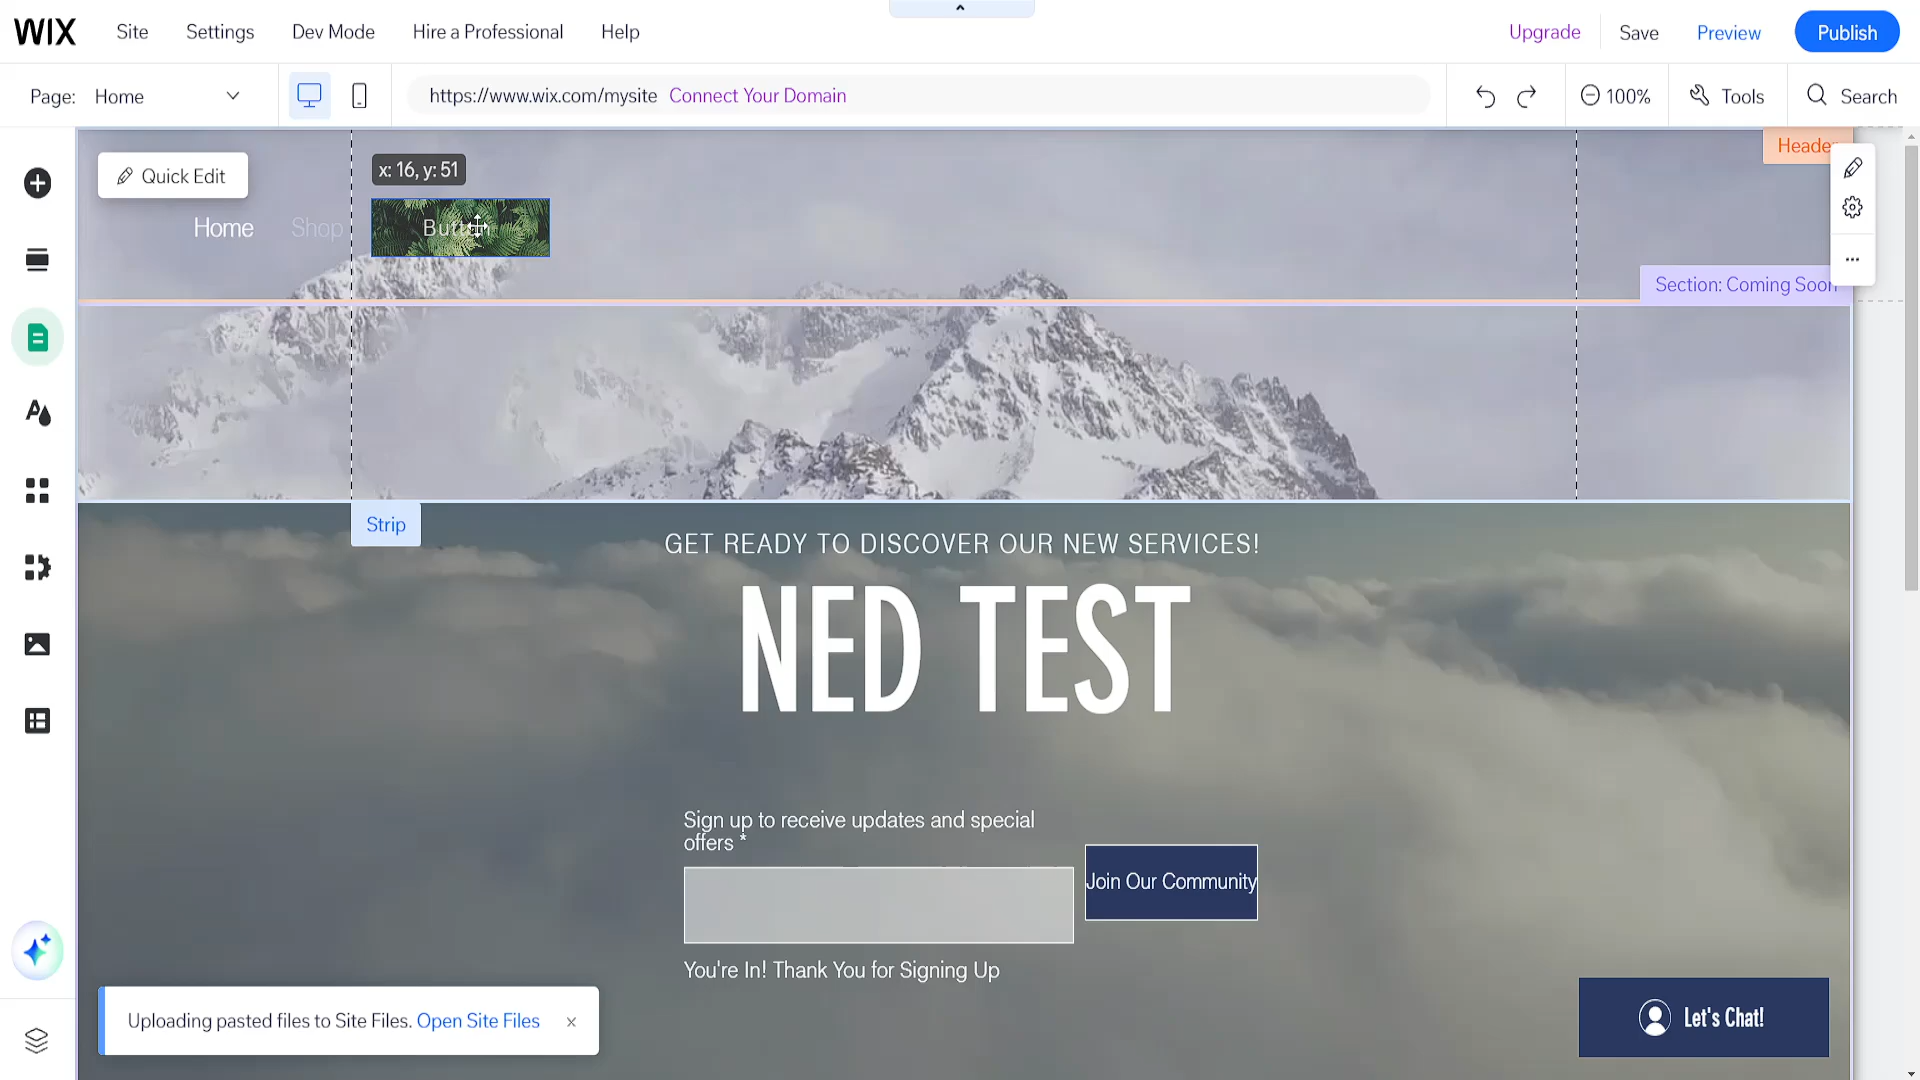 WIX Site Settings Dev Mode Hire a Professional Help Upgrade Save Preview Publish
Page: Home https://www.wix.com/mysite Connect Your Domain 100% Tools Search
Header
Quick Edit
x: 16, y: 51
Home Shop
Section: Coming Soon
Strip
GET READY TO DISCOVER OUR NEW SERVICES!
NED TEST
Sign up to receive updates and special
offers *
Join Our Community
You're In! Thank You for Signing Up
Uploading pasted files to Site Files. Open Site Files
Let's Chat!